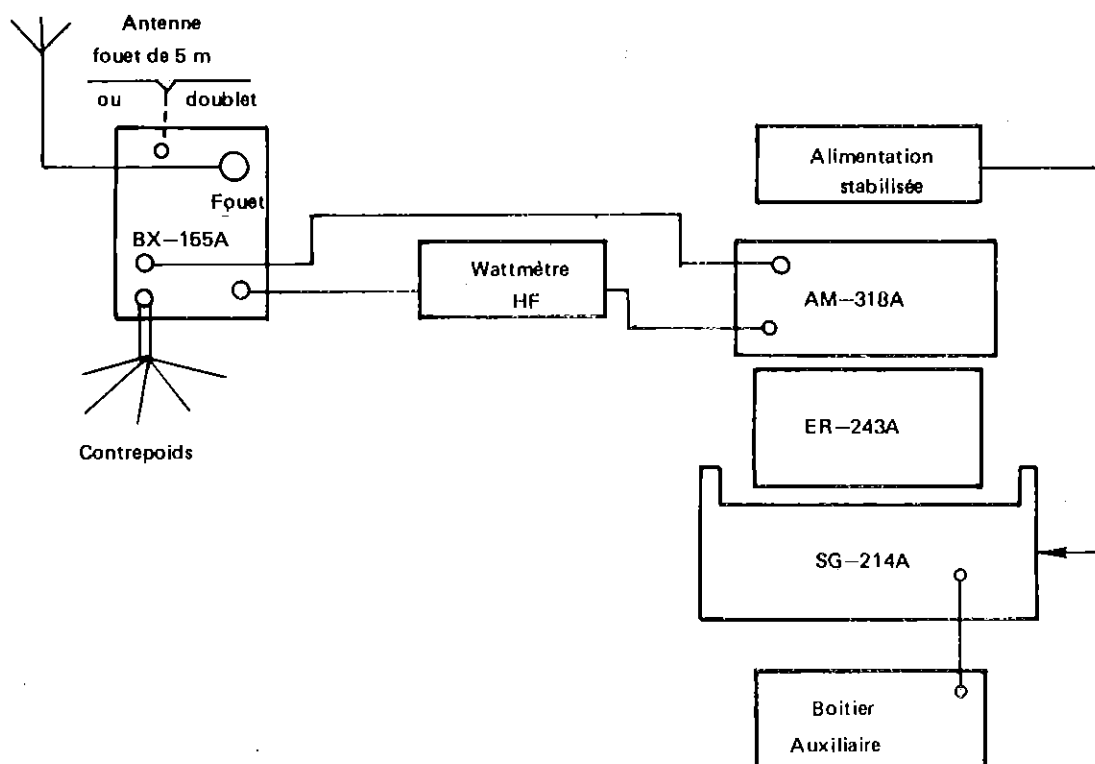 Antenne
fouet de 5 m
ou doublet
Fouet
BX–165A
Contrepoids
Wattmètre
HF
Alimentation
stabilisée
AM–318A
ER–243A
SG–214A
Boitier
Auxiliaire